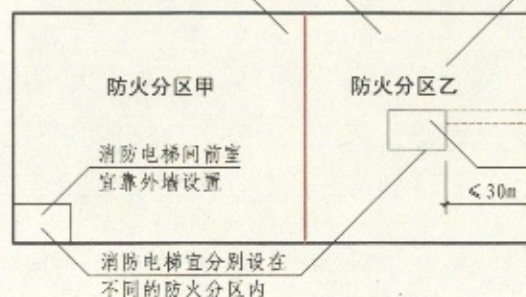 防火分区甲
防火分区乙
消防电梯间前室
宜靠外墙设置
≤30m
消防电梯宜分别设在
不同的防火分区内